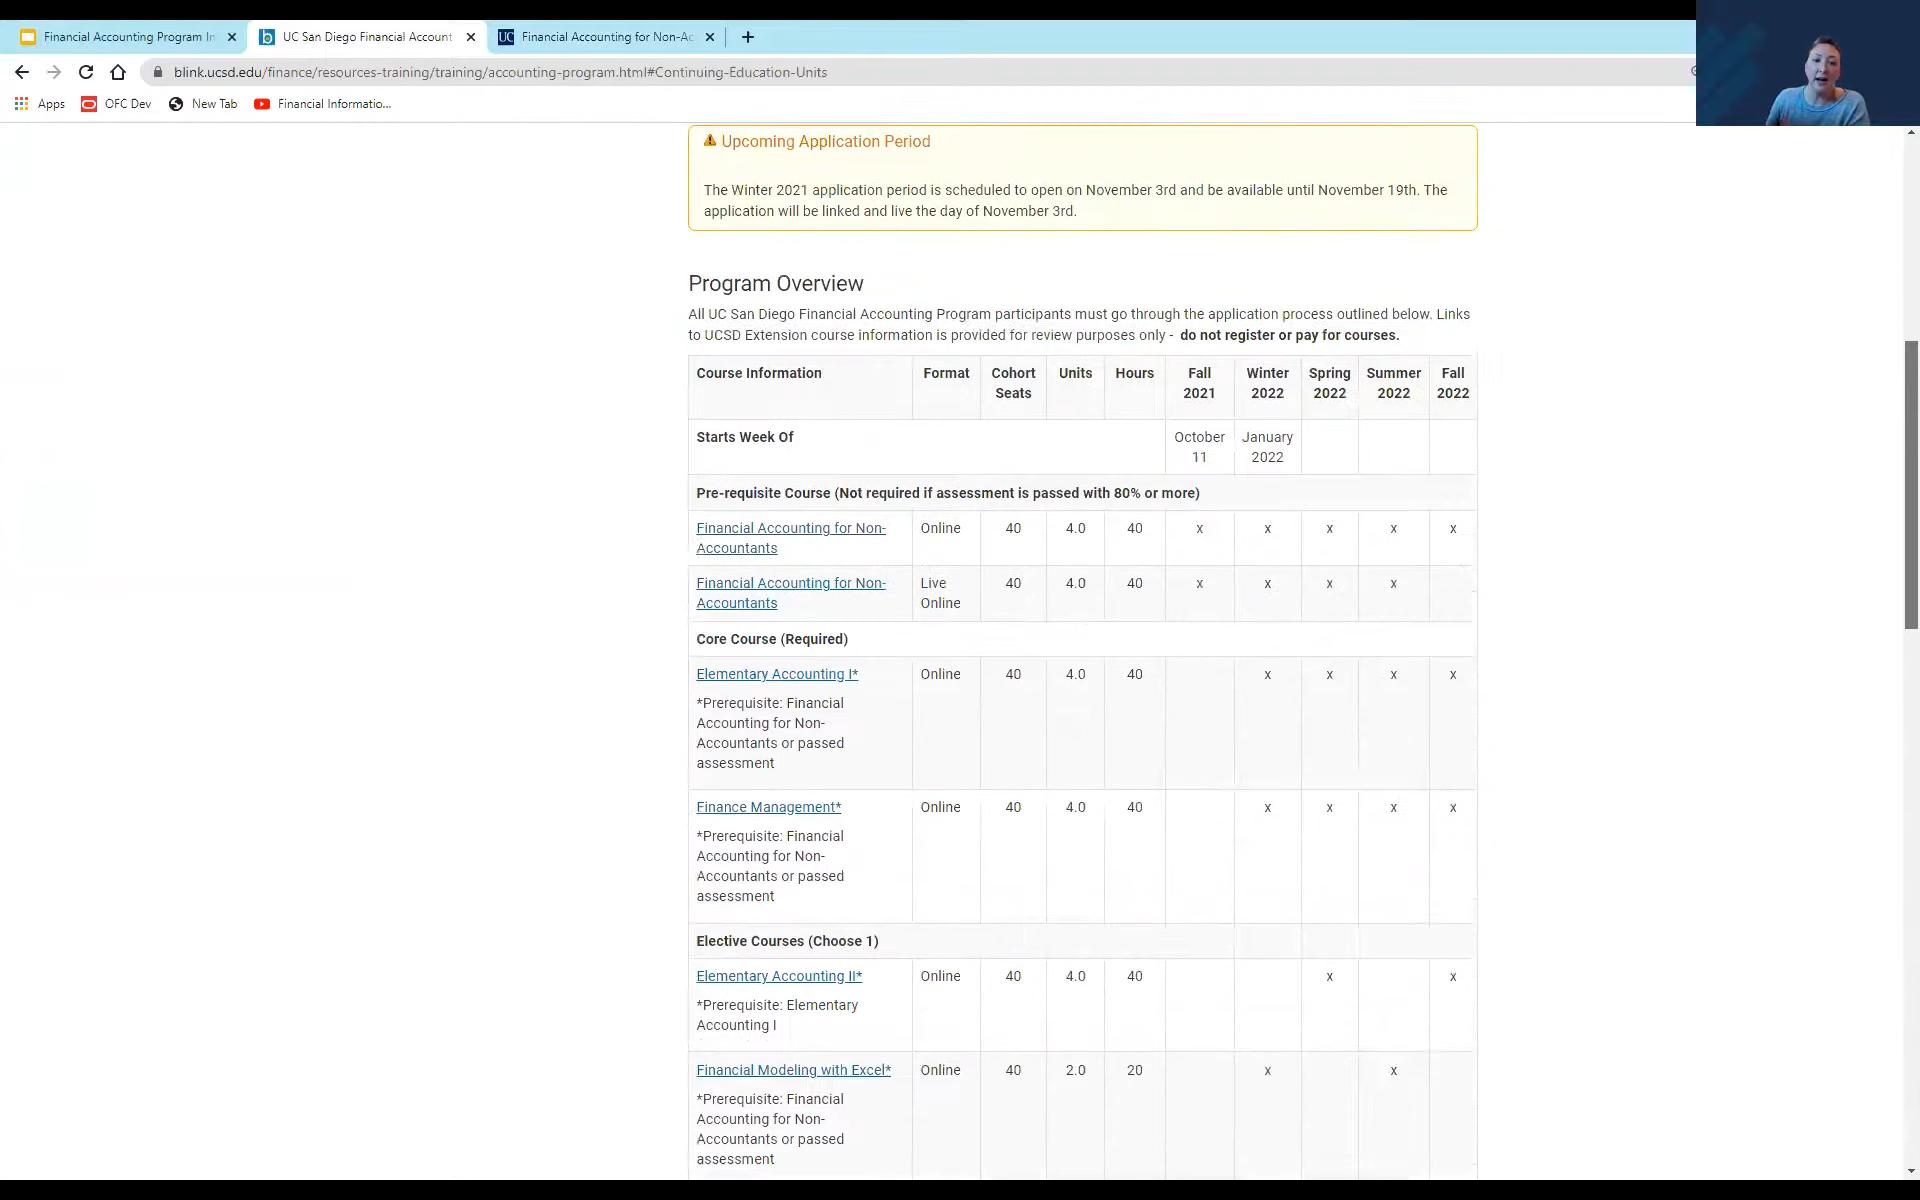 Financial Accounting Program In
UC San Diego Financial Account
UC Financial Accounting for Non-Ac
blink.ucsd.edu/finance/resources-training/training/accounting-program.html#Continuing-Education-Units
Apps OFC Dev New Tab Financial Informatio...
Upcoming Application Period
The Winter 2021 application period is scheduled to open on November 3rd and be available until November 19th. The
application will be linked and live the day of November 3rd.
Program Overview
All UC San Diego Financial Accounting Program participants must go through the application process outlined below. Links
to UCSD Extension course information is provided for review purposes only - do not register or pay for courses.
Course Information Format Cohort Units Hours Fall Winter Spring Summer Fall
Seats 2021 2022 2022 2022 2022
Starts Week Of October January
11 2022
Pre-requisite Course (Not required if assessment is passed with 80% or more)
Financial Accounting for Non- Online 40 4.0 40 x x x x x
Accountants
Financial Accounting for Non- Live 40 4.0 40 x x x x
Accountants Online
Core Course (Required)
Elementary Accounting I* Online 40 4.0 40 x x x x
*Prerequisite: Financial
Accounting for Non-
Accountants or passed
assessment
Finance Management* Online 40 4.0 40 x x x x
*Prerequisite: Financial
Accounting for Non-
Accountants or passed
assessment
Elective Courses (Choose 1)
Elementary Accounting II* Online 40 4.0 40 x x
*Prerequisite: Elementary
Accounting I
Financial Modeling with Excel* Online 40 2.0 20 x x
*Prerequisite: Financial
Accounting for Non-
Accountants or passed
assessment